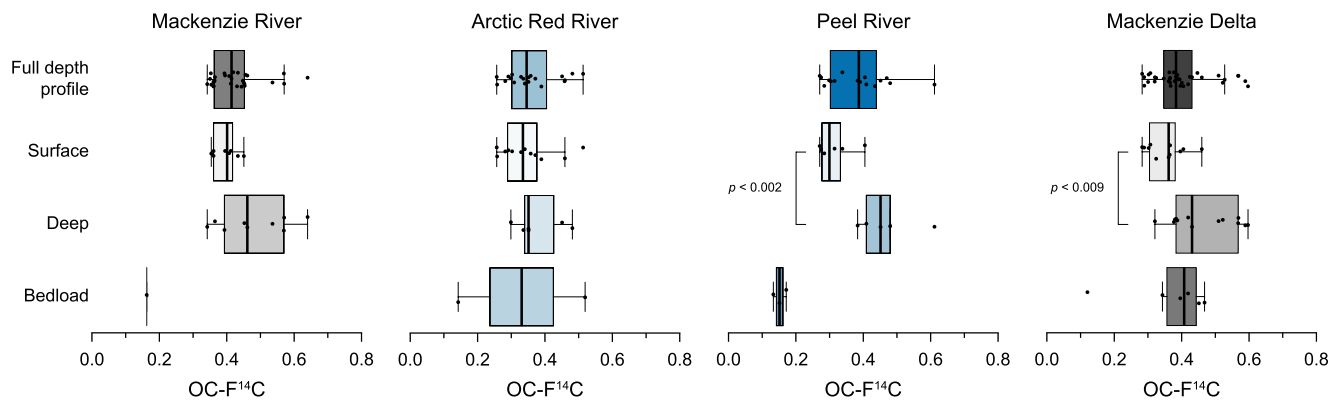 Mackenzie River
Arctic Red River
Peel River
Mackenzie Delta
Full depth
profile
Surface
Deep
Bedload
p < 0.002
p < 0.009
0.0 0.2 0.4 0.6 0.8
0.0 0.2 0.4 0.6 0.8
0.0 0.2 0.4 0.6 0.8
0.0 0.2 0.4 0.6 0.8
OC-F¹⁴C
OC-F¹⁴C
OC-F¹⁴C
OC-F¹⁴C